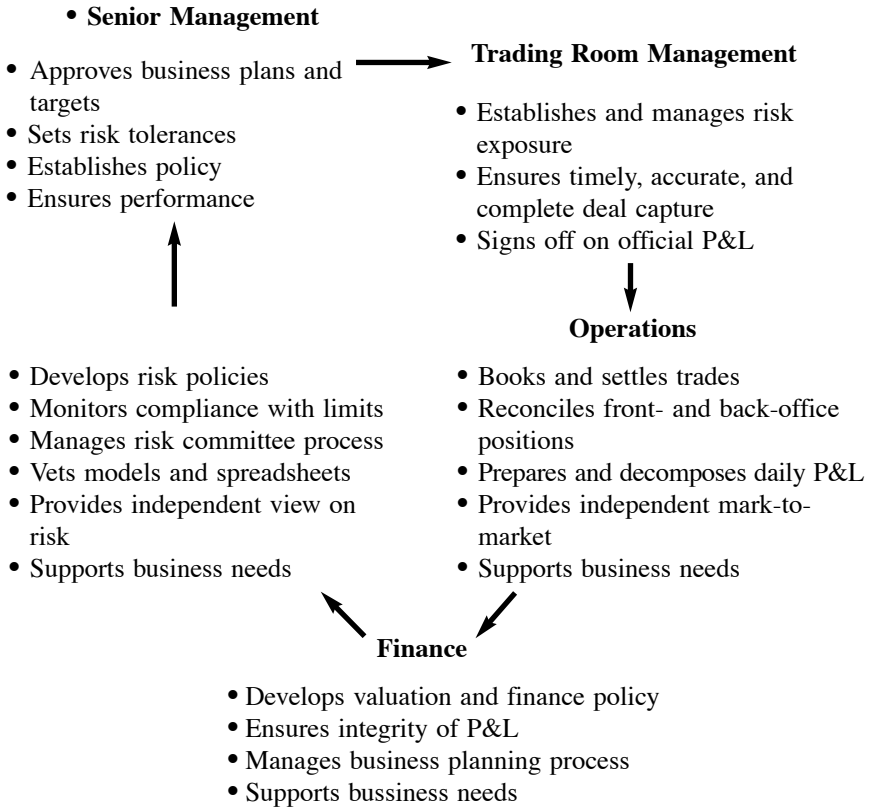 • Senior Management
• Approves business plans and
targets
• Sets risk tolerances
• Establishes policy
• Ensures performance
Trading Room Management
• Establishes and manages risk
exposure
• Ensures timely, accurate, and
complete deal capture
• Signs off on official P&L
Operations
• Books and settles trades
• Reconciles front- and back-office
positions
• Prepares and decomposes daily P&L
• Provides independent mark-to-
market
• Supports business needs
Finance
• Develops valuation and finance policy
• Ensures integrity of P&L
• Manages business planning process
• Supports bussiness needs
• Develops risk policies
• Monitors compliance with limits
• Manages risk committee process
• Vets models and spreadsheets
• Provides independent view on
risk
• Supports business needs